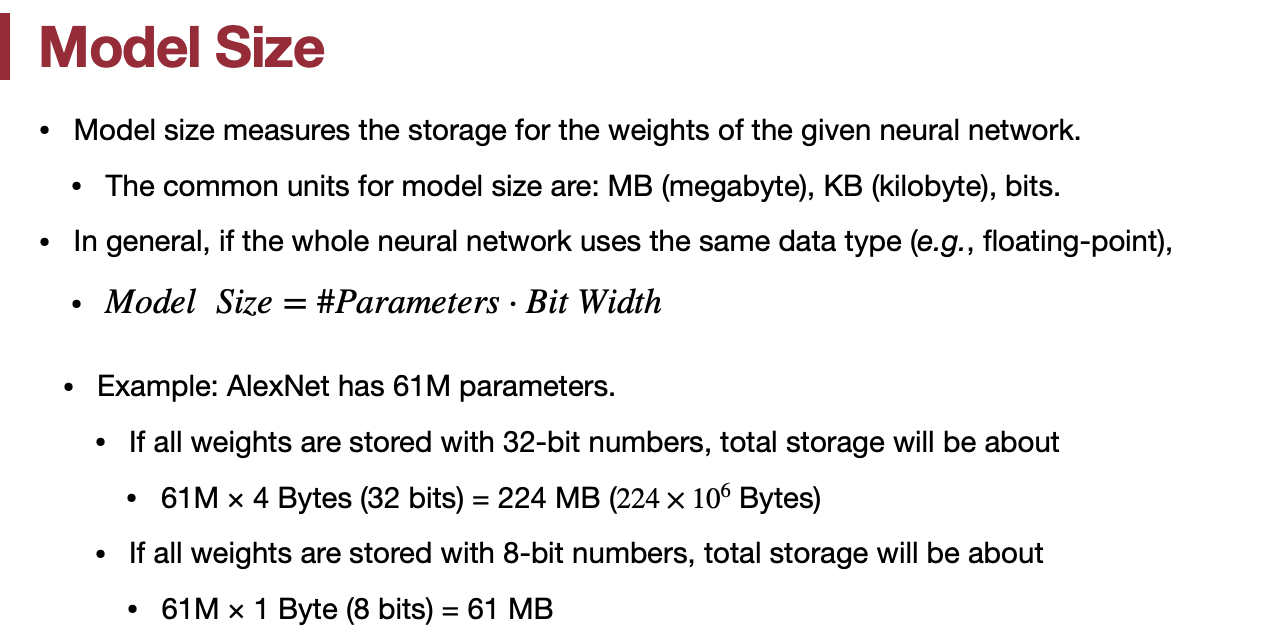 Model Size
• Model size measures the storage for the weights of the given neural network.
• The common units for model size are: MB (megabyte), KB (kilobyte), bits.
• In general, if the whole neural network uses the same data type (e.g., floating-point),
• Model Size = #Parameters · Bit Width
• Example: AlexNet has 61M parameters.
• If all weights are stored with 32-bit numbers, total storage will be about
• 61M × 4 Bytes (32 bits) = 224 MB (224 × 10⁶ Bytes)
• If all weights are stored with 8-bit numbers, total storage will be about
• 61M × 1 Byte (8 bits) = 61 MB